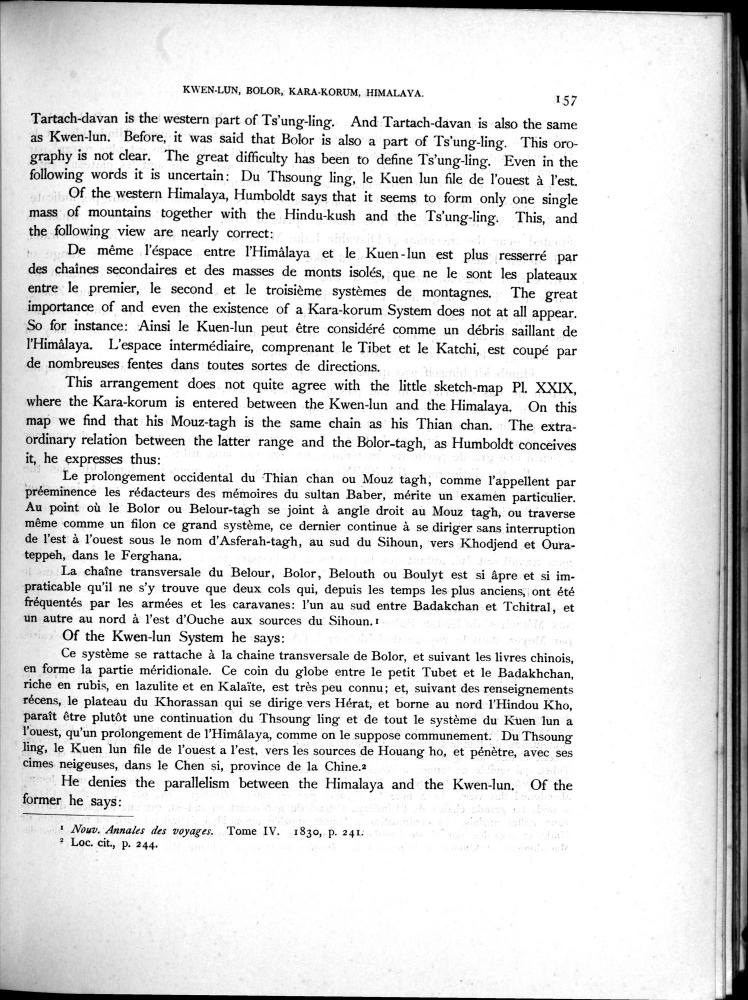 KWEN-LUN, BOLOR, KARA-KORUM, HIMALAYA.
157
Tartach-davan is the western part of Ts'ung-ling. And Tartach-davan is also the same
as Kwen-lun. Before, it was said that Bolor is also a part of Ts'ung-ling. This oro-
graphy is not clear. The great difficulty has been to define Ts'ung-ling. Even in the
following words it is uncertain: Du Thsoung ling, le Kuen lun file de l'ouest à l'est.
Of the western Himalaya, Humboldt says that it seems to form only one single
mass of mountains together with the Hindu-kush and the Ts'ung-ling. This, and
the following view are nearly correct:
De même l'éspace entre l'Himâlaya et le Kuen-lun est plus resserré par
des chaînes secondaires et des masses de monts isolés, que ne le sont les plateaux
entre le premier, le second et le troisième systèmes de montagnes. The great
importance of and even the existence of a Kara-korum System does not at all appear.
So for instance: Ainsi le Kuen-lun peut être considéré comme un débris saillant de
l'Himâlaya. L'espace intermédiaire, comprenant le Tibet et le Katchi, est coupé par
de nombreuses fentes dans toutes sortes de directions.
This arrangement does not quite agree with the little sketch-map Pl. XXIX,
where the Kara-korum is entered between the Kwen-lun and the Himalaya. On this
map we find that his Mouz-tagh is the same chain as his Thian chan. The extra-
ordinary relation between the latter range and the Bolor-tagh, as Humboldt conceives
it, he expresses thus:
Le prolongement occidental du Thian chan ou Mouz tagh, comme l'appellent par
préeminence les rédacteurs des mémoires du sultan Baber, mérite un examen particulier.
Au point où le Bolor ou Belour-tagh se joint à angle droit au Mouz tagh, ou traverse
même comme un filon ce grand système, ce dernier continue à se diriger sans interruption
de l'est à l'ouest sous le nom d'Asferah-tagh, au sud du Sihoun, vers Khodjend et Oura-
teppeh, dans le Ferghana.
La chaîne transversale du Belour, Bolor, Belouth ou Boulyt est si âpre et si im-
praticable qu'il ne s'y trouve que deux cols qui, depuis les temps les plus anciens, ont été
fréquentés par les armées et les caravanes: l'un au sud entre Badakchan et Tchitral, et
un autre au nord à l'est d'Ouche aux sources du Sihoun.¹
Of the Kwen-lun System he says:
Ce système se rattache à la chaine transversale de Bolor, et suivant les livres chinois,
en forme la partie méridionale. Ce coin du globe entre le petit Tubet et le Badakhchan,
riche en rubis, en lazulite et en Kalaïte, est très peu connu; et, suivant des renseignements
récens, le plateau du Khorassan qui se dirige vers Hérat, et borne au nord l'Hindou Kho,
paraît être plutôt une continuation du Thsoung ling et de tout le système du Kuen lun a
l'ouest, qu'un prolongement de l'Himâlaya, comme on le suppose communement. Du Thsoung
ling, le Kuen lun file de l'ouest a l'est, vers les sources de Houang ho, et pénètre, avec ses
cimes neigeuses, dans le Chen si, province de la Chine.²
He denies the parallelism between the Himalaya and the Kwen-lun. Of the
former he says:
¹ Nouv. Annales des voyages. Tome IV. 1830, p. 241.
² Loc. cit., p. 244.